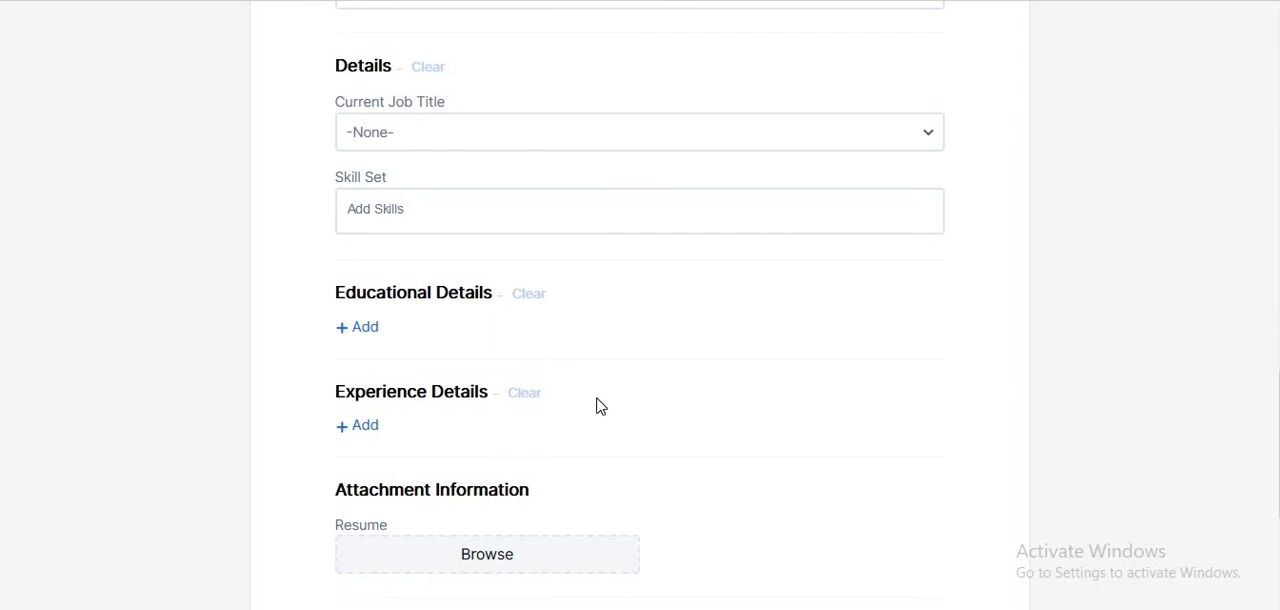 Details - Clear
Current Job Title
-None-
Skill Set
Add Skills
Educational Details - Clear
+ Add
Experience Details - Clear
+ Add
Attachment Information
Resume
Browse
Activate Windows
Go to Settings to activate Windows.